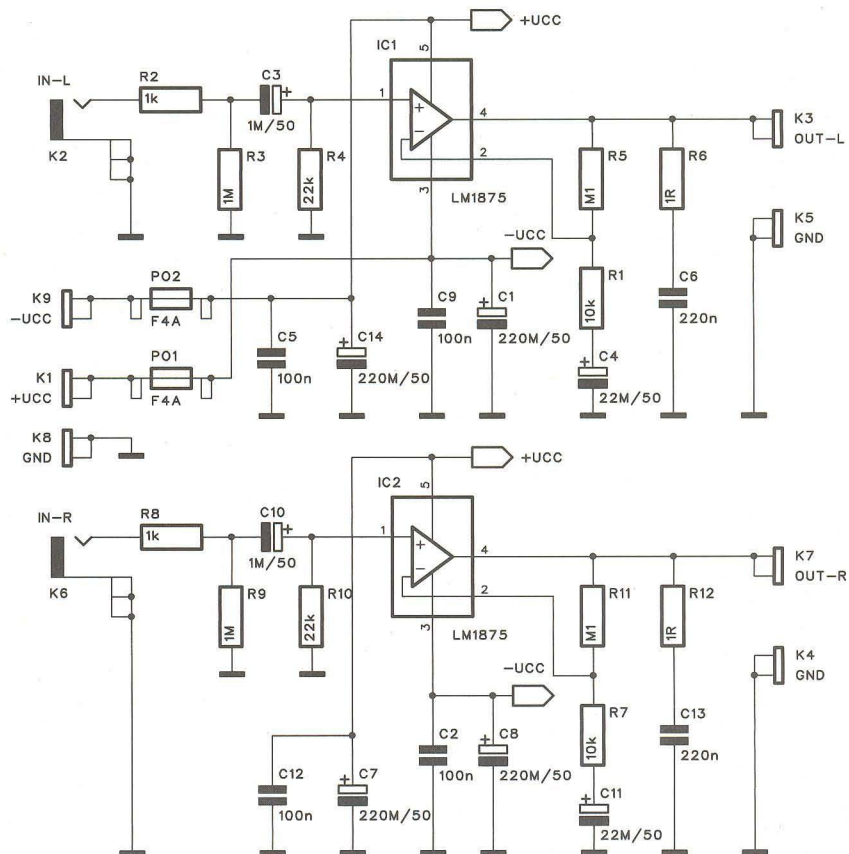 +UCC
IC1
5
IN-L
R2
1k
C3
+
1M/50
1
+
−
4
K3
OUT-L
K2
R3
1M
R4
22k
2
3
LM1875
R5
M1
R6
1R
K5
GND
-UCC
K9
-UCC
PO2
F4A
C5
100n
+
C14
220M/50
C9
100n
+
C1
220M/50
R1
10k
C6
220n
K1
+UCC
PO1
F4A
+
C4
22M/50
K8
GND
+UCC
IC2
5
IN-R
R8
1k
C10
+
1M/50
1
+
−
4
K7
OUT-R
K6
R9
1M
R10
22k
2
3
LM1875
R11
M1
R12
1R
K4
GND
-UCC
C12
100n
+
C7
220M/50
C2
100n
+
C8
220M/50
R7
10k
C13
220n
+
C11
22M/50